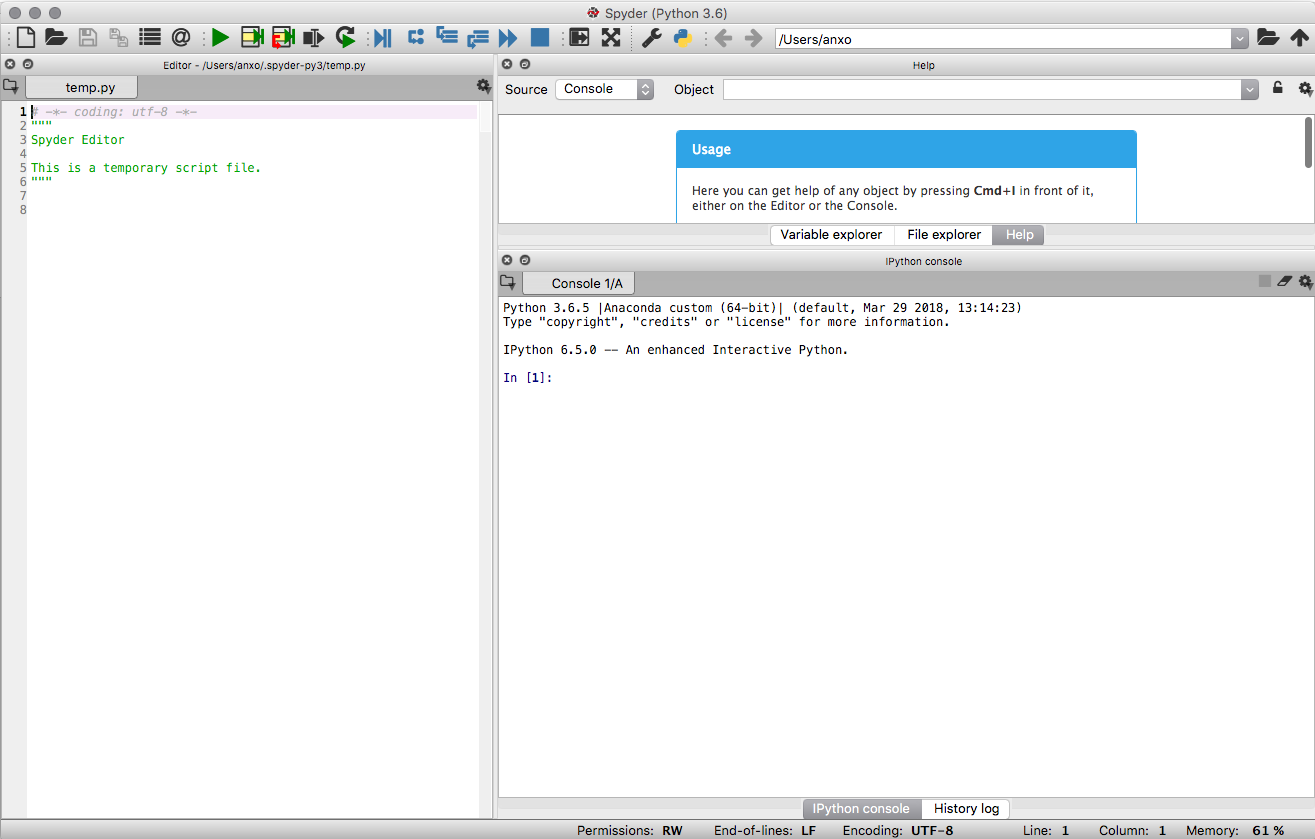 Spyder (Python 3.6)
/Users/anxo
Editor - /Users/anxo/.spyder-py3/temp.py
temp.py
1 # -*- coding: utf-8 -*-
2 """
3 Spyder Editor
4
5 This is a temporary script file.
6 """
7
8
Help
Source Console Object
Usage
Here you can get help of any object by pressing Cmd+I in front of it,
either on the Editor or the Console.
Variable explorer File explorer Help
IPython console
Console 1/A
Python 3.6.5 |Anaconda custom (64-bit)| (default, Mar 29 2018, 13:14:23)
Type "copyright", "credits" or "license" for more information.
IPython 6.5.0 -- An enhanced Interactive Python.
In [1]:
IPython console History log
Permissions: RW End-of-lines: LF Encoding: UTF-8 Line: 1 Column: 1 Memory: 61 %